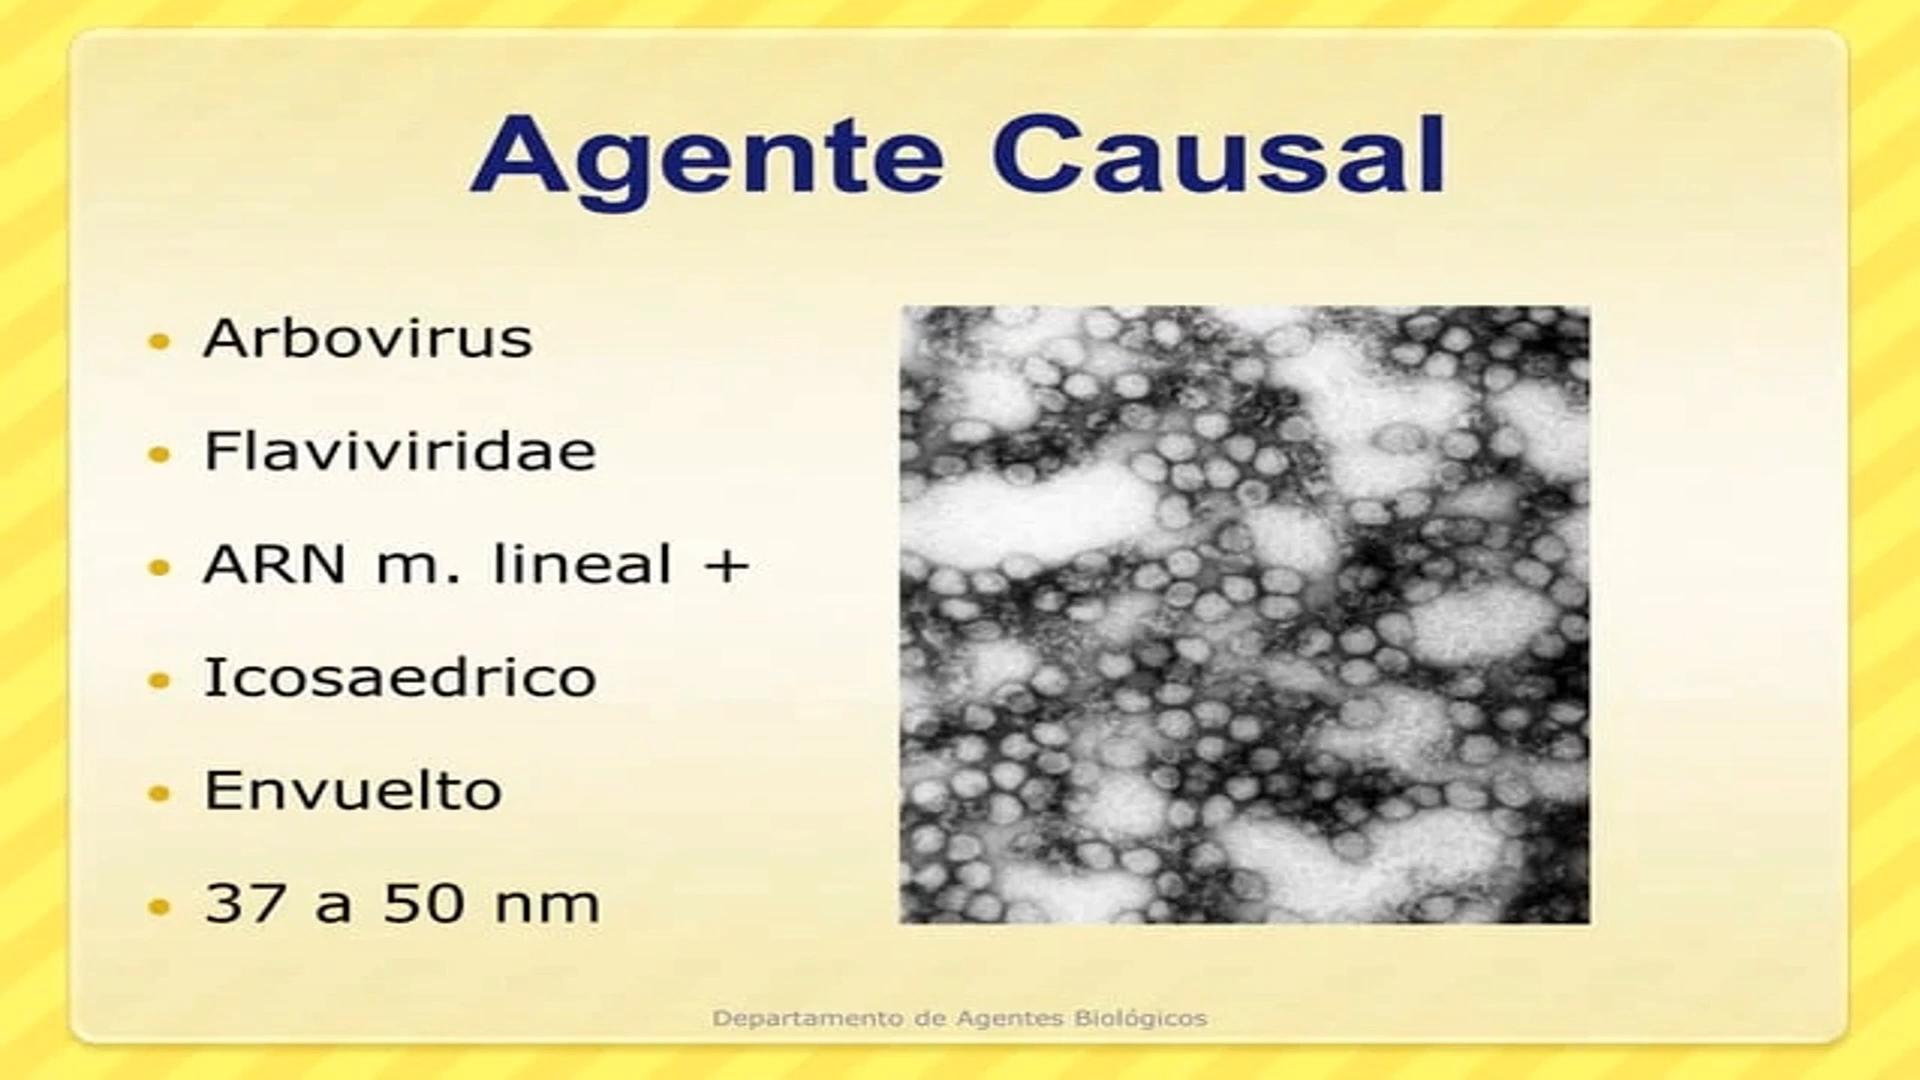 Agente Causal
Arbovirus
Flaviviridae
ARN m. lineal +
Icosaedrico
Envuelto
37 a 50 nm
Departamento de Agentes Biológicos